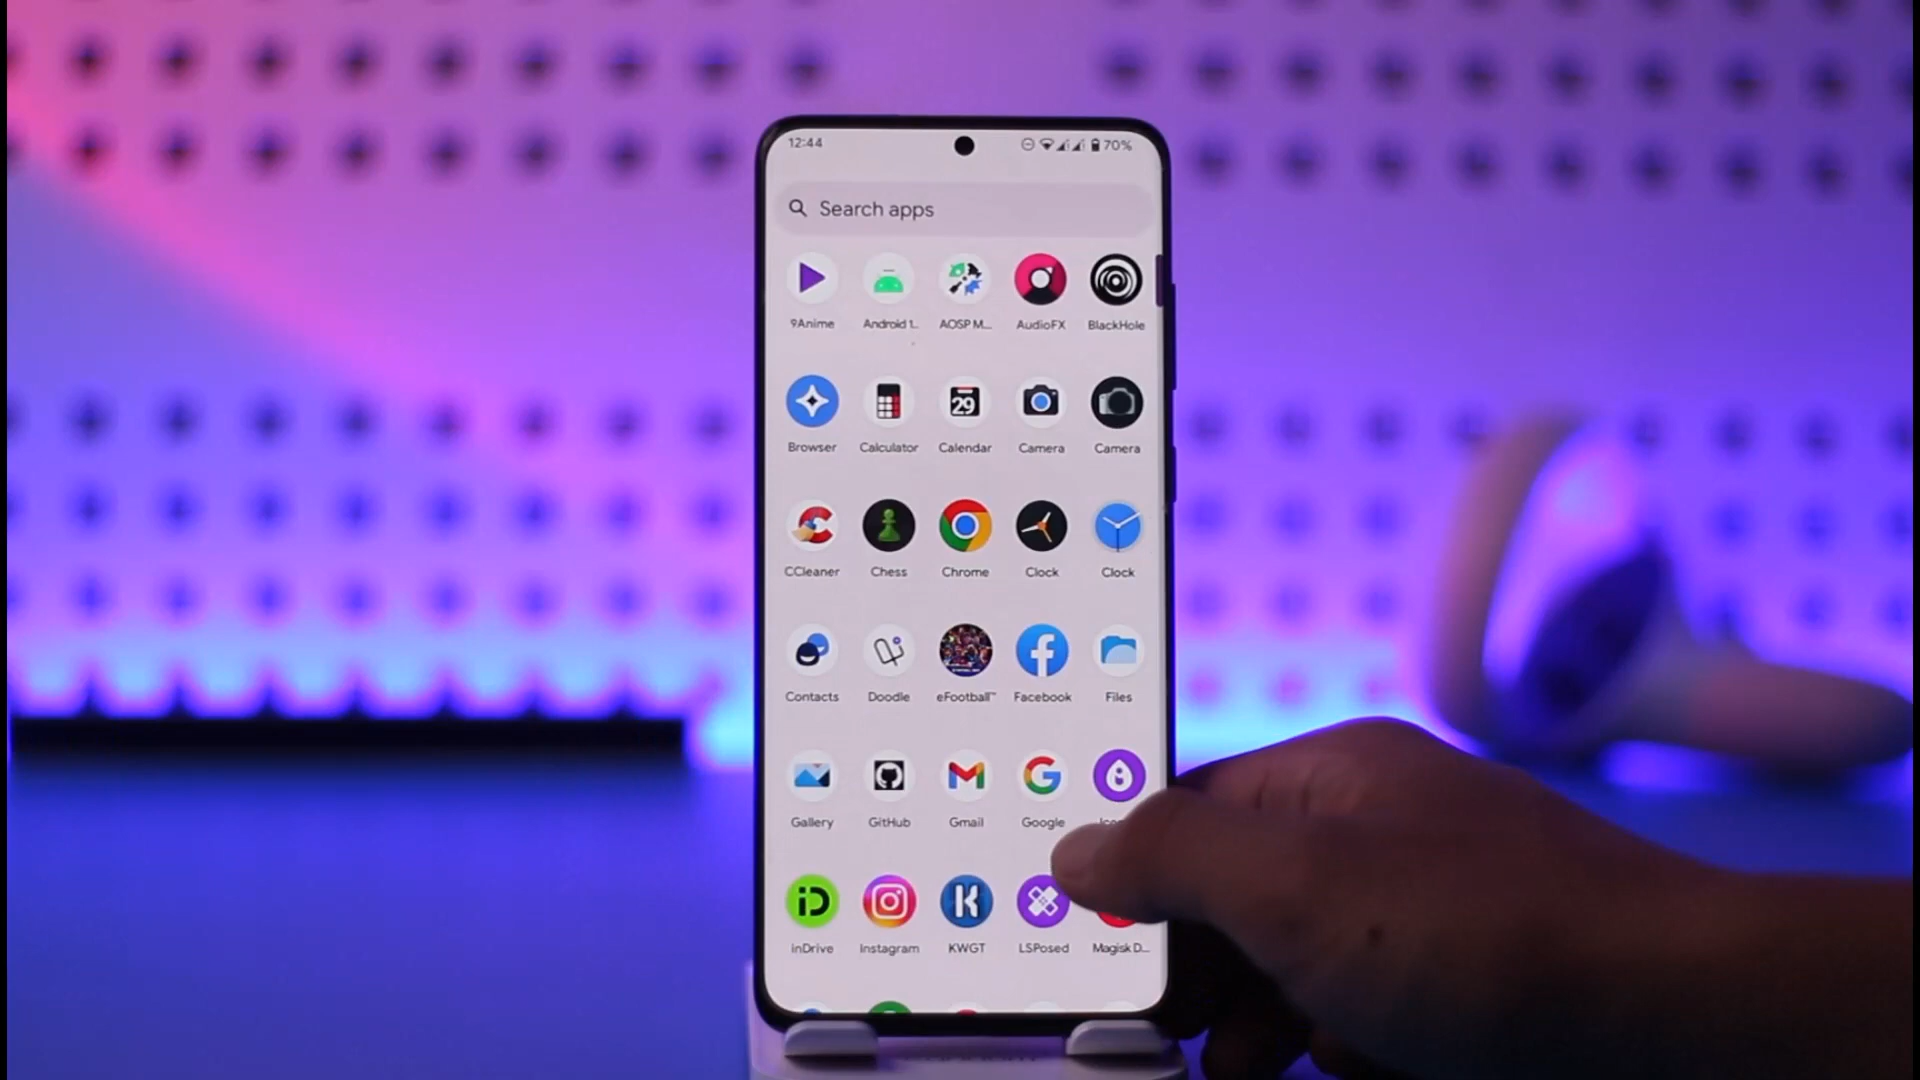 12:44 70%
Search apps
9Anime Android 1.. AOSP M... AudioFX BlackHole
29
Browser Calculator Calendar Camera Camera
CCleaner Chess Chrome Clock Clock
Contacts Doodle eFootball™ Facebook Files
Gallery GitHub Gmail Google
iD K
inDrive Instagram KWGT LSPosed Magisk D...